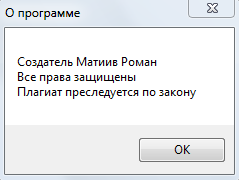 О программе
Создатель Матиив Роман
Все права защищены
Плагиат преследуется по закону
OK